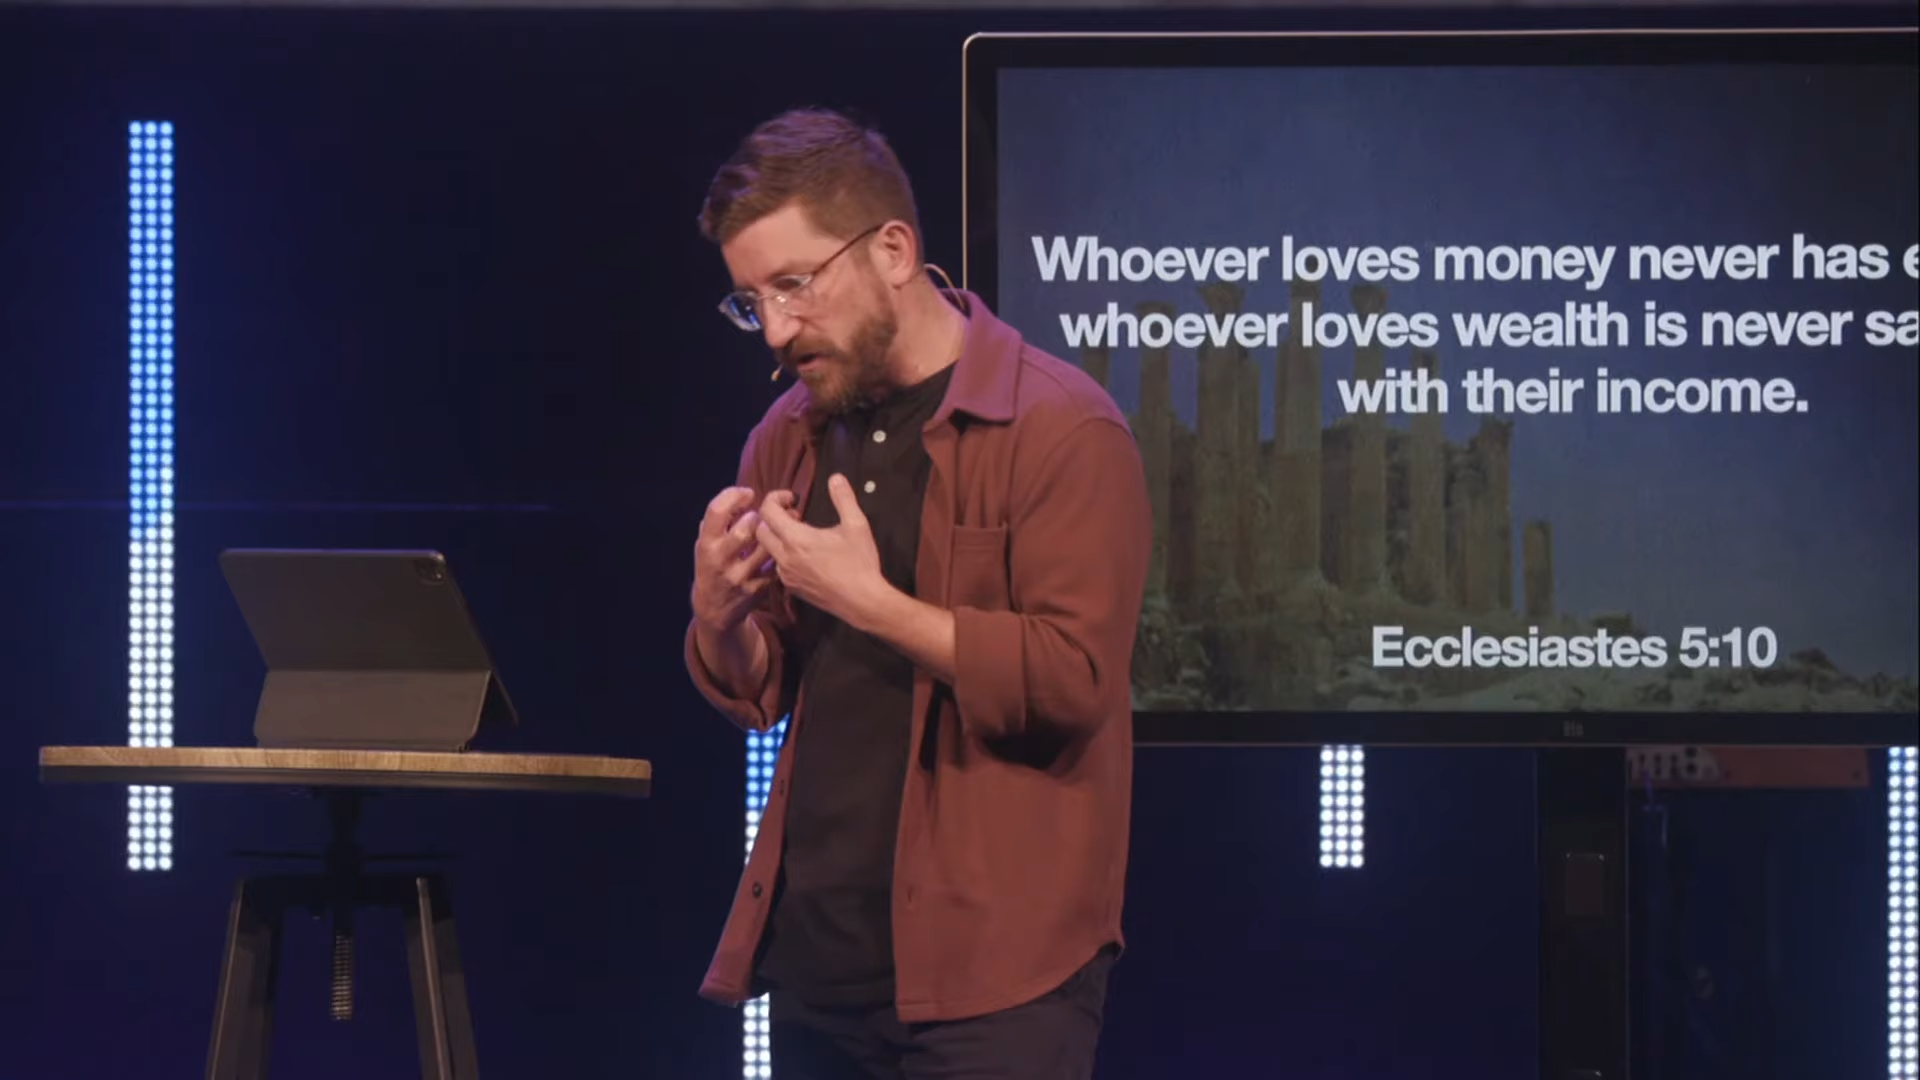 Whoever loves money never has
whoever loves wealth is never
with their income.
Ecclesiastes 5:10